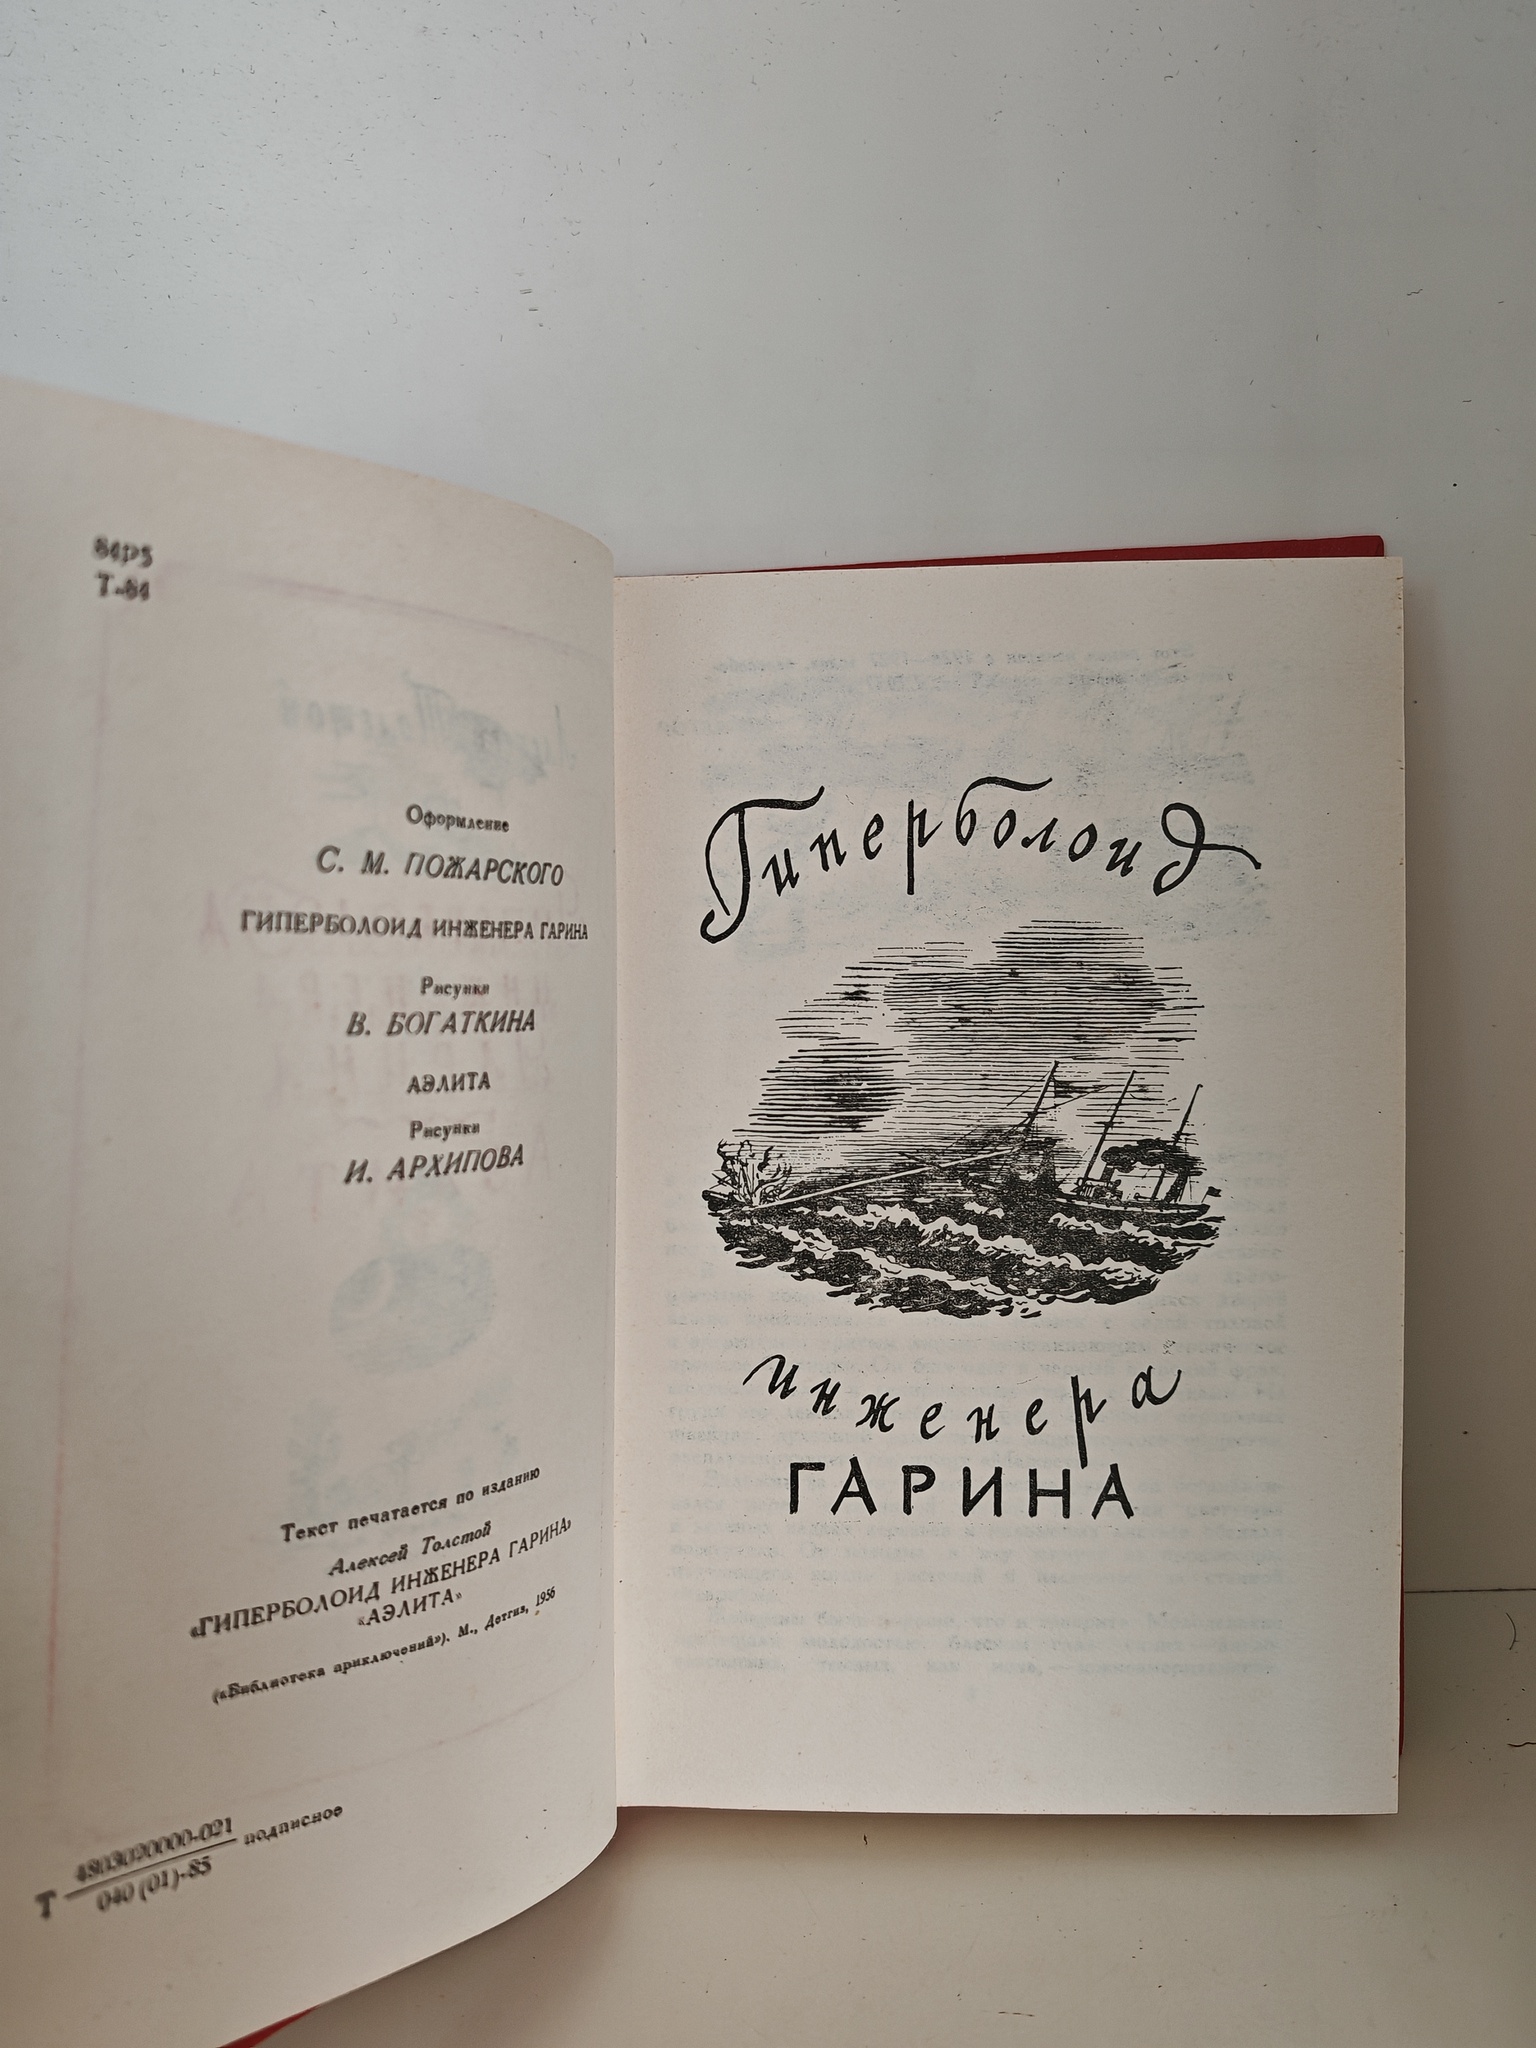 84Р5
Т-84
Оформление
С. М. ПОЖАРСКОГО
ГИПЕРБОЛОИД ИНЖЕНЕРА ГАРИНА
Рисунки
В. БОГАТКИНА
АЭЛИТА
Рисунки
И. АРХИПОВА
Текст печатается по изданию
Алексей Толстой
«ГИПЕРБОЛОИД ИНЖЕНЕРА ГАРИНА»
«АЭЛИТА»
(«Библиотека приключений»). М., Детгиз, 1956
Т 4803020000-021
040 (01)-85 подписное
Гиперболоид
инженера
ГАРИНА